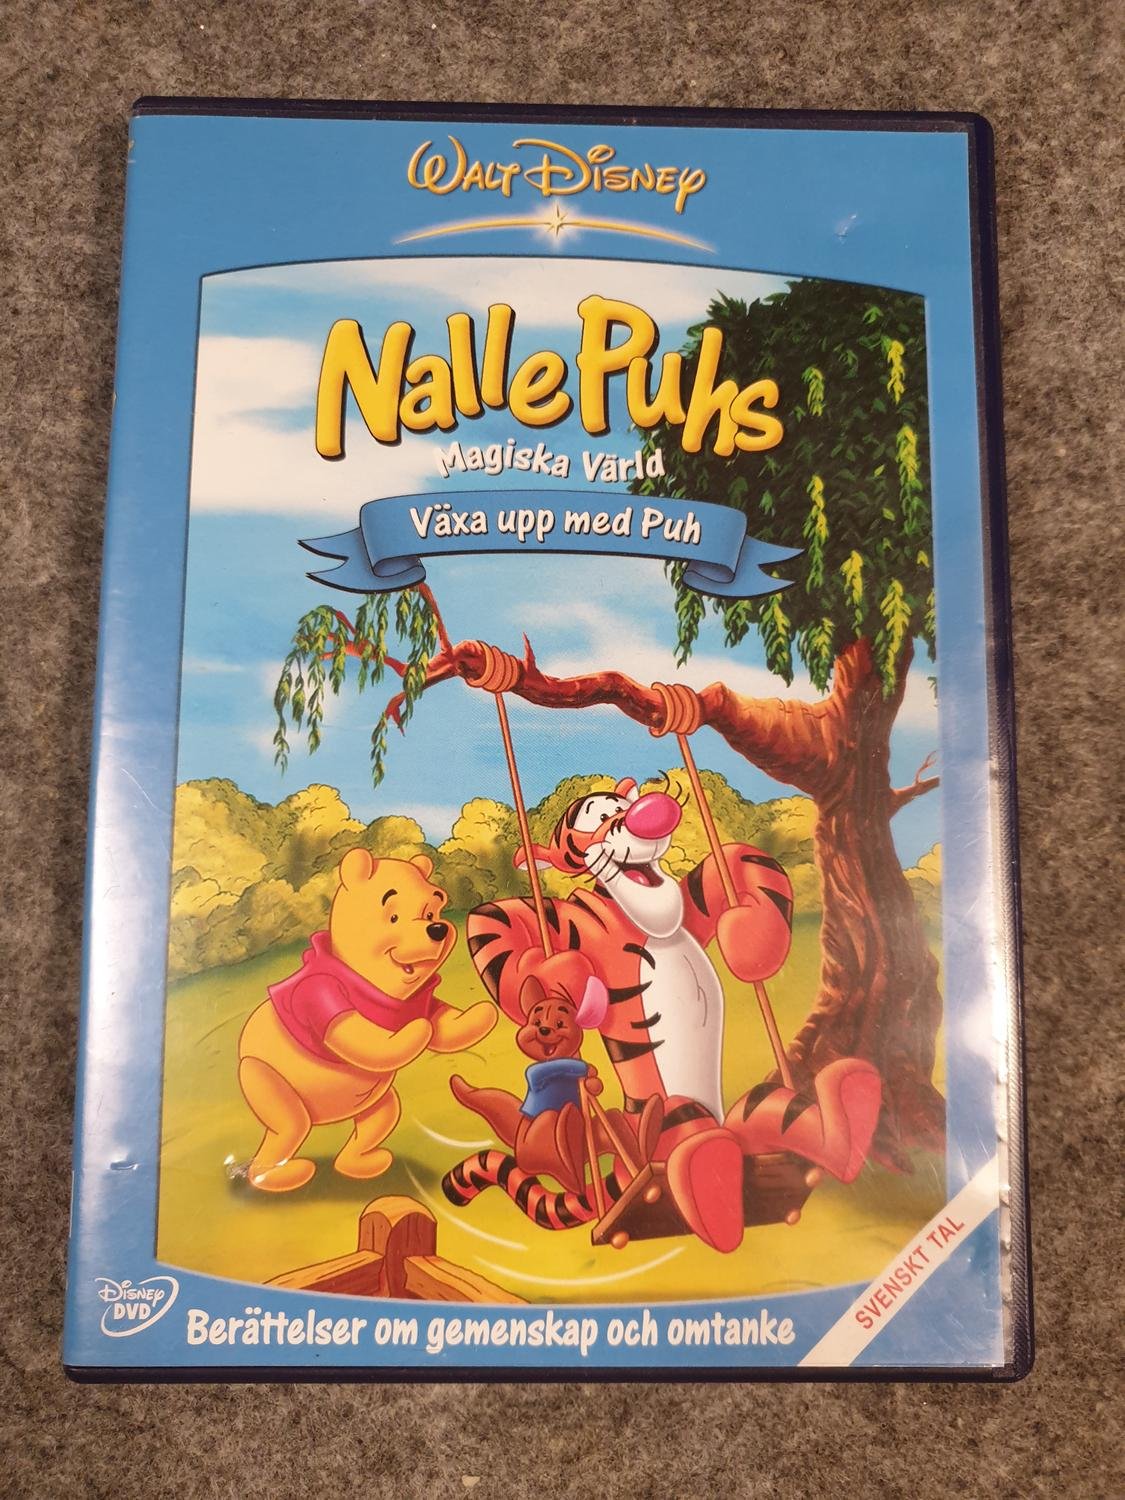 WALT DISNEY
Nalle Puhs
Magiska Värld
Växa upp med Puh
SVENSKT TAL
DISNEY
DVD
Berättelser om gemenskap och omtanke